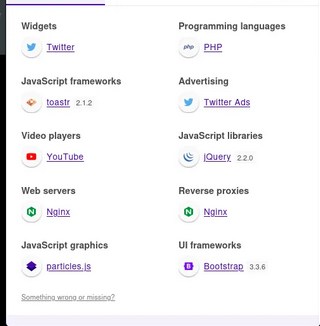 Widgets
Twitter
Programming languages
php
PHP
JavaScript frameworks
toastr 2.1.2
Advertising
Twitter Ads
Video players
YouTube
JavaScript libraries
jQuery 2.2.0
Web servers
Nginx
Reverse proxies
Nginx
JavaScript graphics
particles.js
UI frameworks
B
Bootstrap 3.3.6
Something wrong or missing?